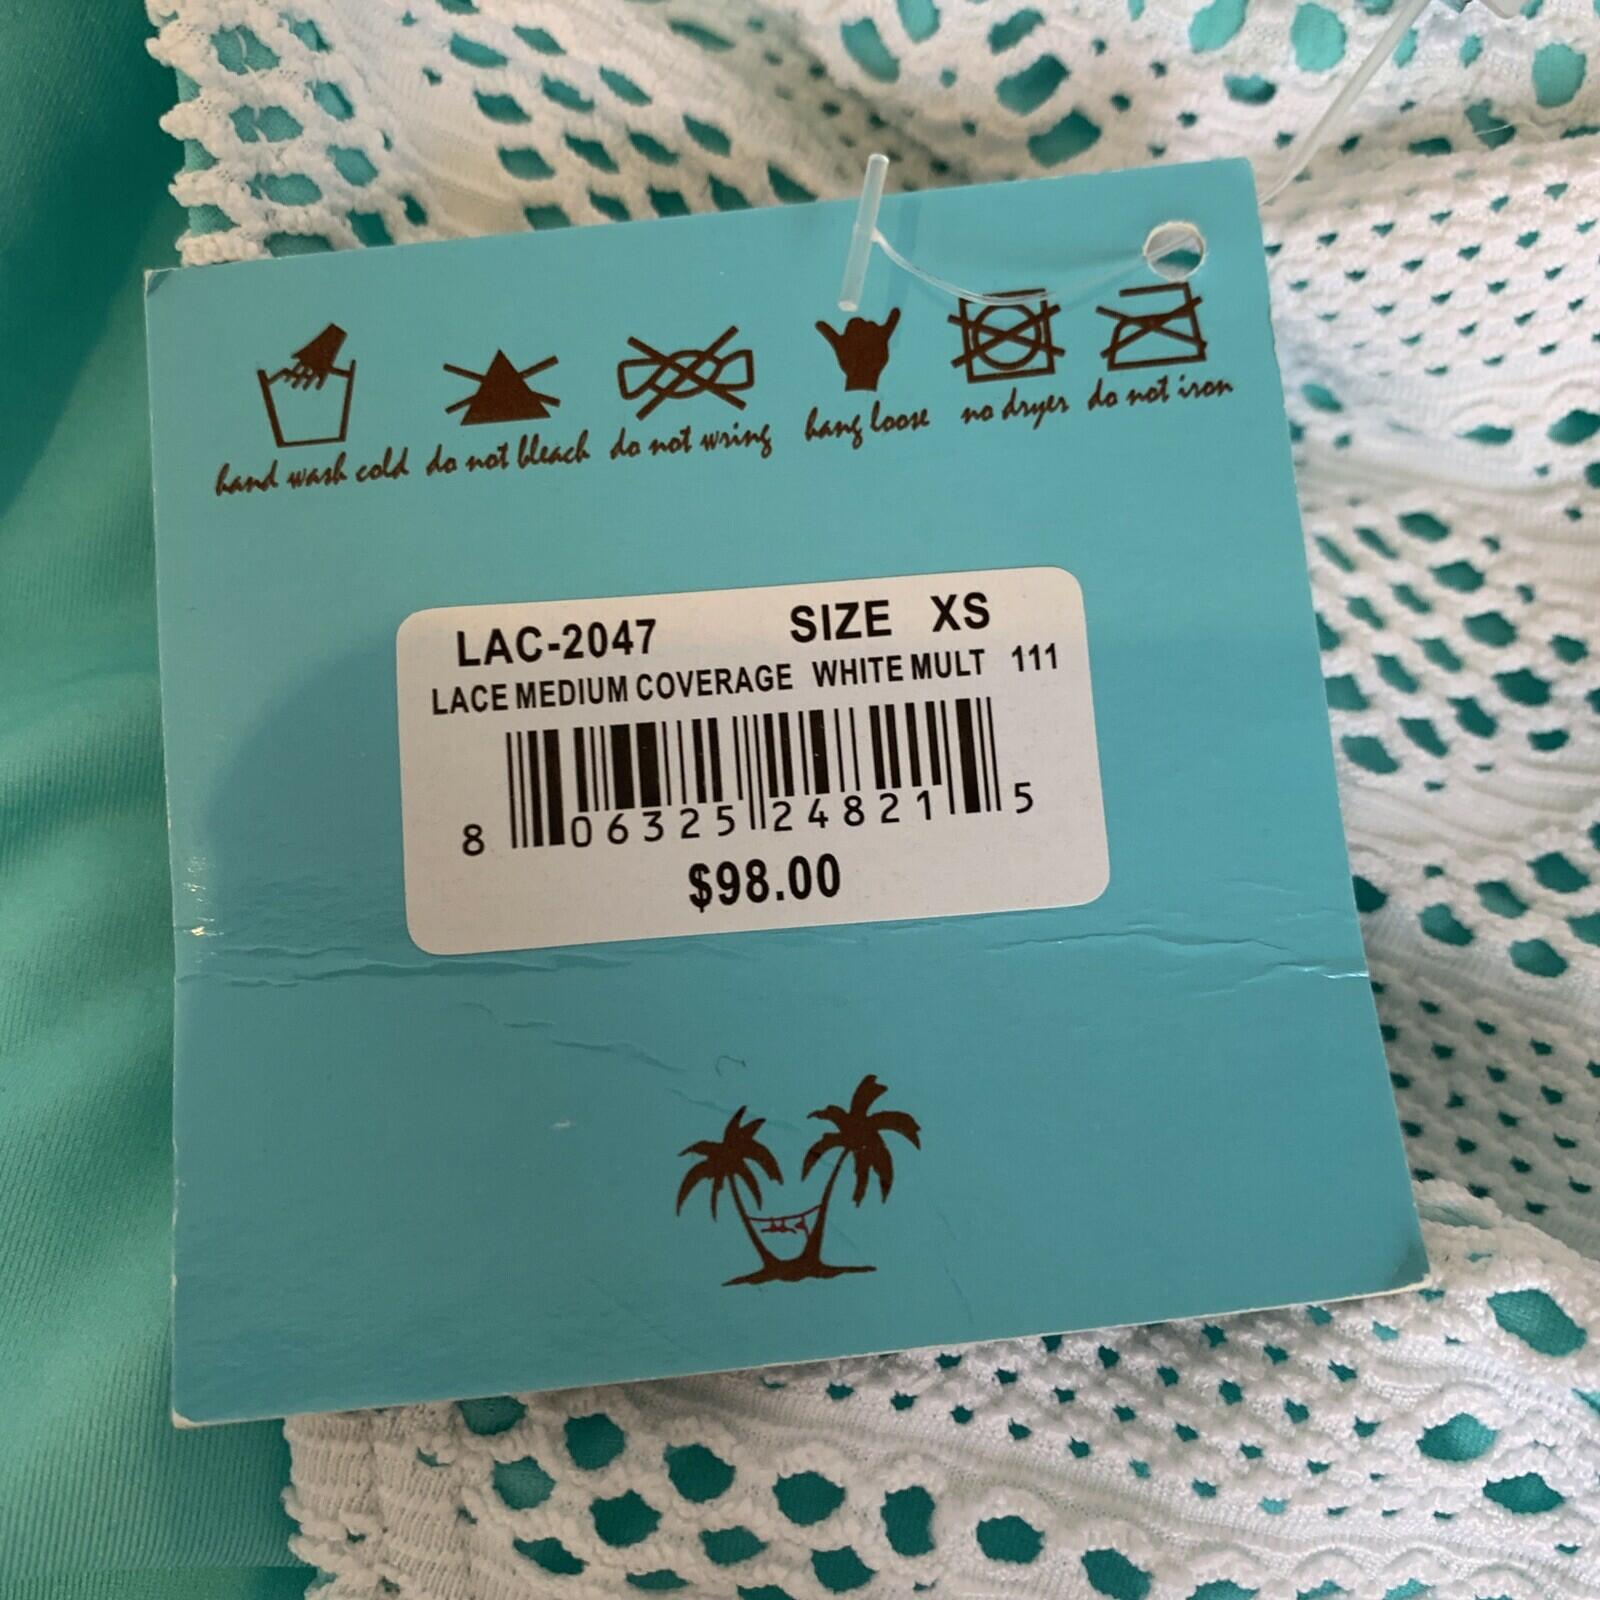 hand wash cold do not bleach do not wring hang loose no dryer do not iron
LAC-2047 SIZE XS
LACE MEDIUM COVERAGE WHITE MULT 111
8 06325 24821 5
$98.00